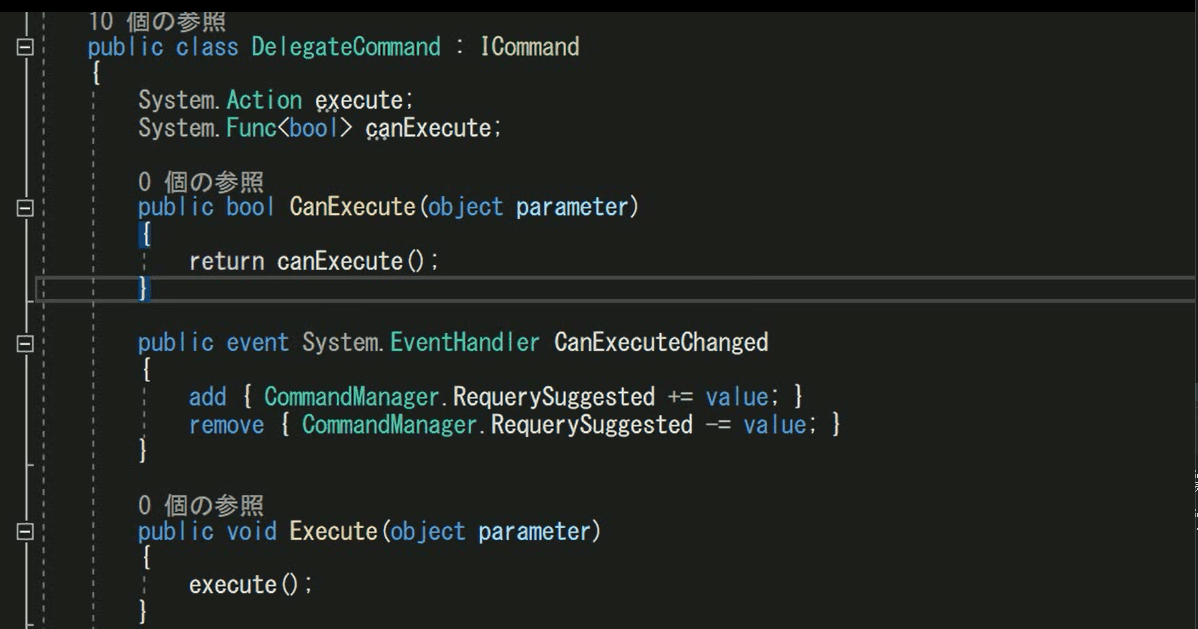 10 個の参照
public class DelegateCommand : ICommand
{
System.Action execute;
System.Func<bool> canExecute;
0 個の参照
public bool CanExecute(object parameter)
{
return canExecute();
}
public event System.EventHandler CanExecuteChanged
{
add { CommandManager.RequerySuggested += value; }
remove { CommandManager.RequerySuggested -= value; }
}
0 個の参照
public void Execute(object parameter)
{
execute();
}